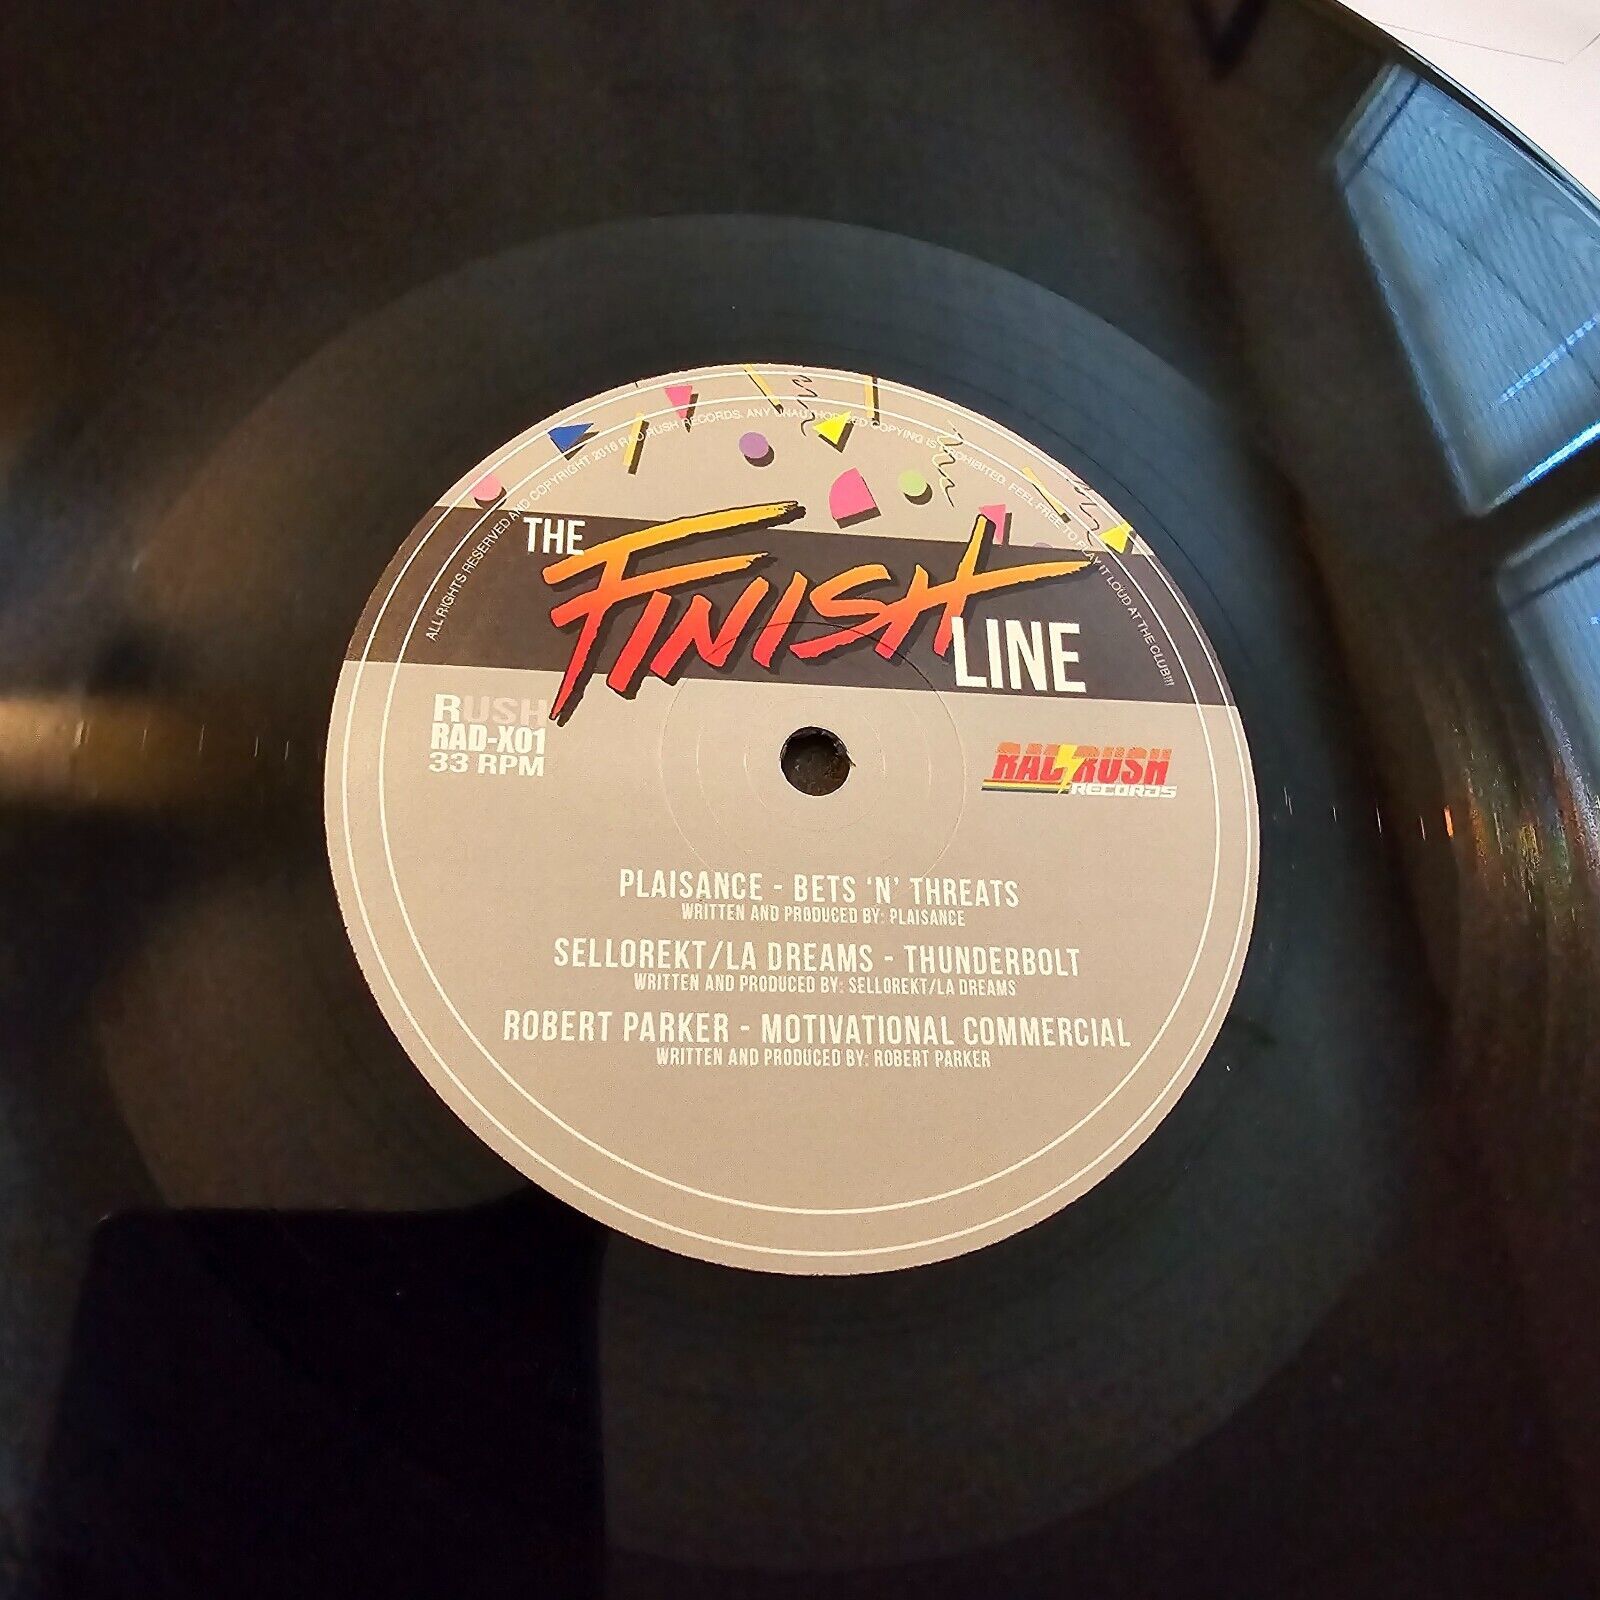 ALL RIGHTS RESERVED AND COPYRIGHT 2016 RAD RUSH RECORDS. ANY UNAUTHORIZED COPYING IS PROHIBITED. FEEL FREE TO PLAY IT LOUD AT THE CLUB!!!
THE
FINISH
LINE
RUSH
RAD-X01
33 RPM
RAD RUSH
RECORDS
PLAISANCE - BETS ‘N’ THREATS
WRITTEN AND PRODUCED BY: PLAISANCE
SELLOREKT/LA DREAMS - THUNDERBOLT
WRITTEN AND PRODUCED BY: SELLOREKT/LA DREAMS
ROBERT PARKER - MOTIVATIONAL COMMERCIAL
WRITTEN AND PRODUCED BY: ROBERT PARKER